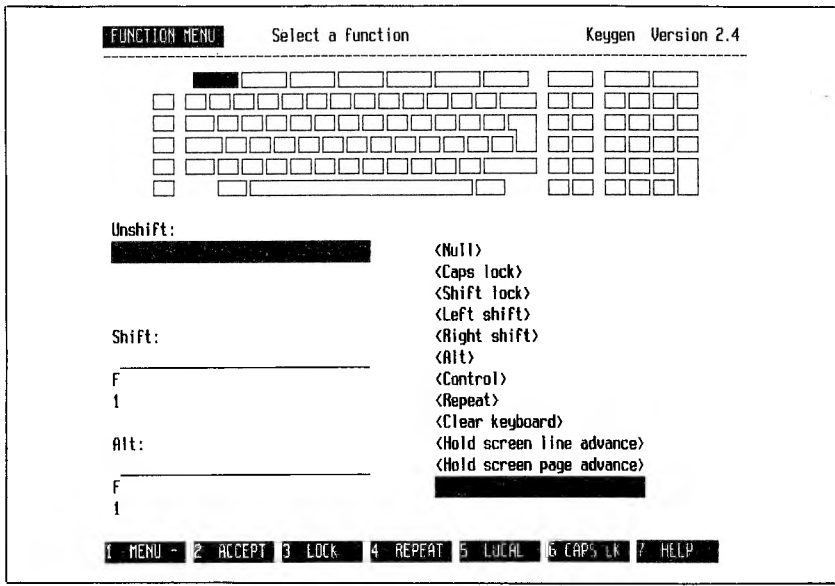 FUNCTION MENU Select a function Keygen Version 2.4
Unshift:
<Null>
<Caps lock>
<Shift lock>
<Left shift>
Shift: <Right shift>
<Alt>
F <Control>
1 <Repeat>
<Clear keyboard>
Alt: <Hold screen line advance>
<Hold screen page advance>
F
1
1 MENU - 2 ACCEPT 3 LOCK 4 REPEAT 5 LOCAL 6 CAPS LK 7 HELP